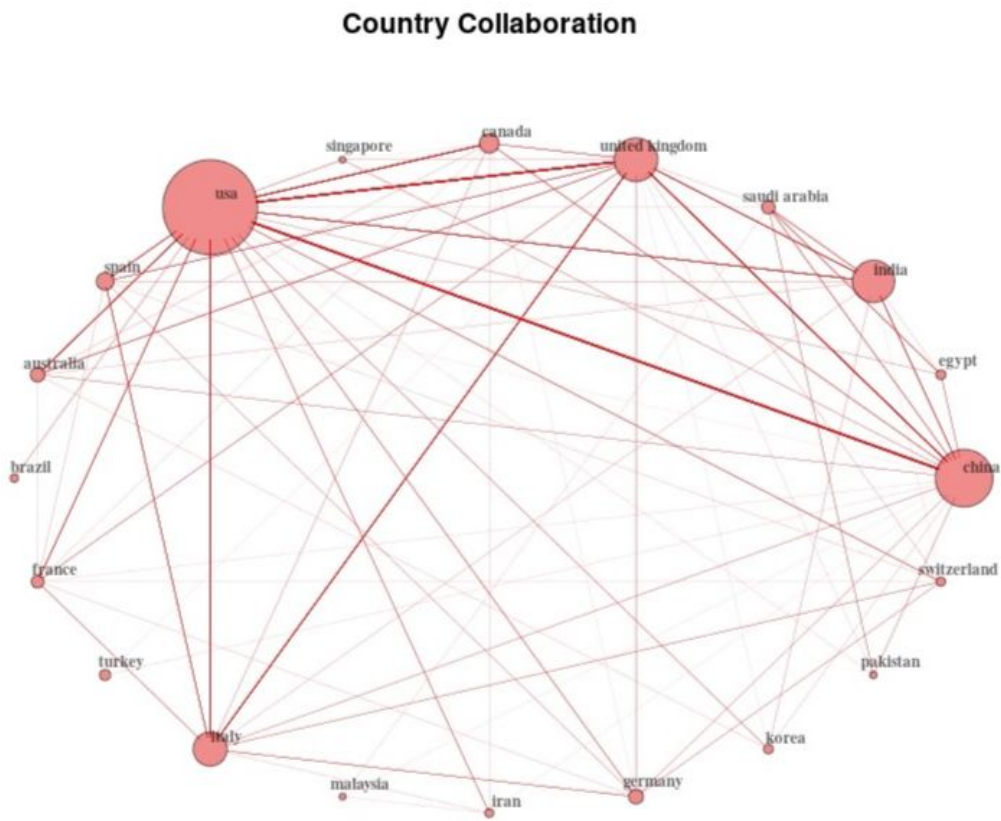 Country Collaboration
canada
singapore
united kingdom
usa
saudi arabia
spain
india
australia
egypt
brazil
china
france
switzerland
turkey
pakistan
italy
korea
malaysia
germany
iran